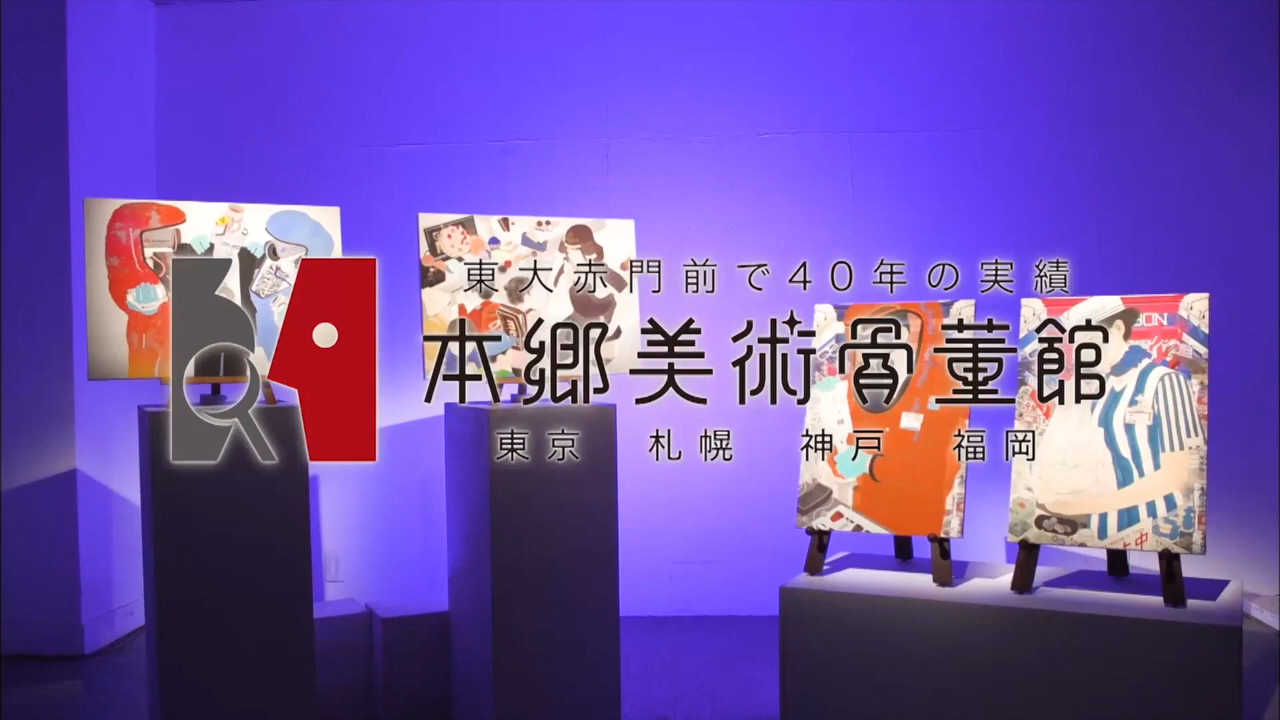 東大赤門前で40年の実績
本郷美術骨董館
東京 札幌 神戸 福岡